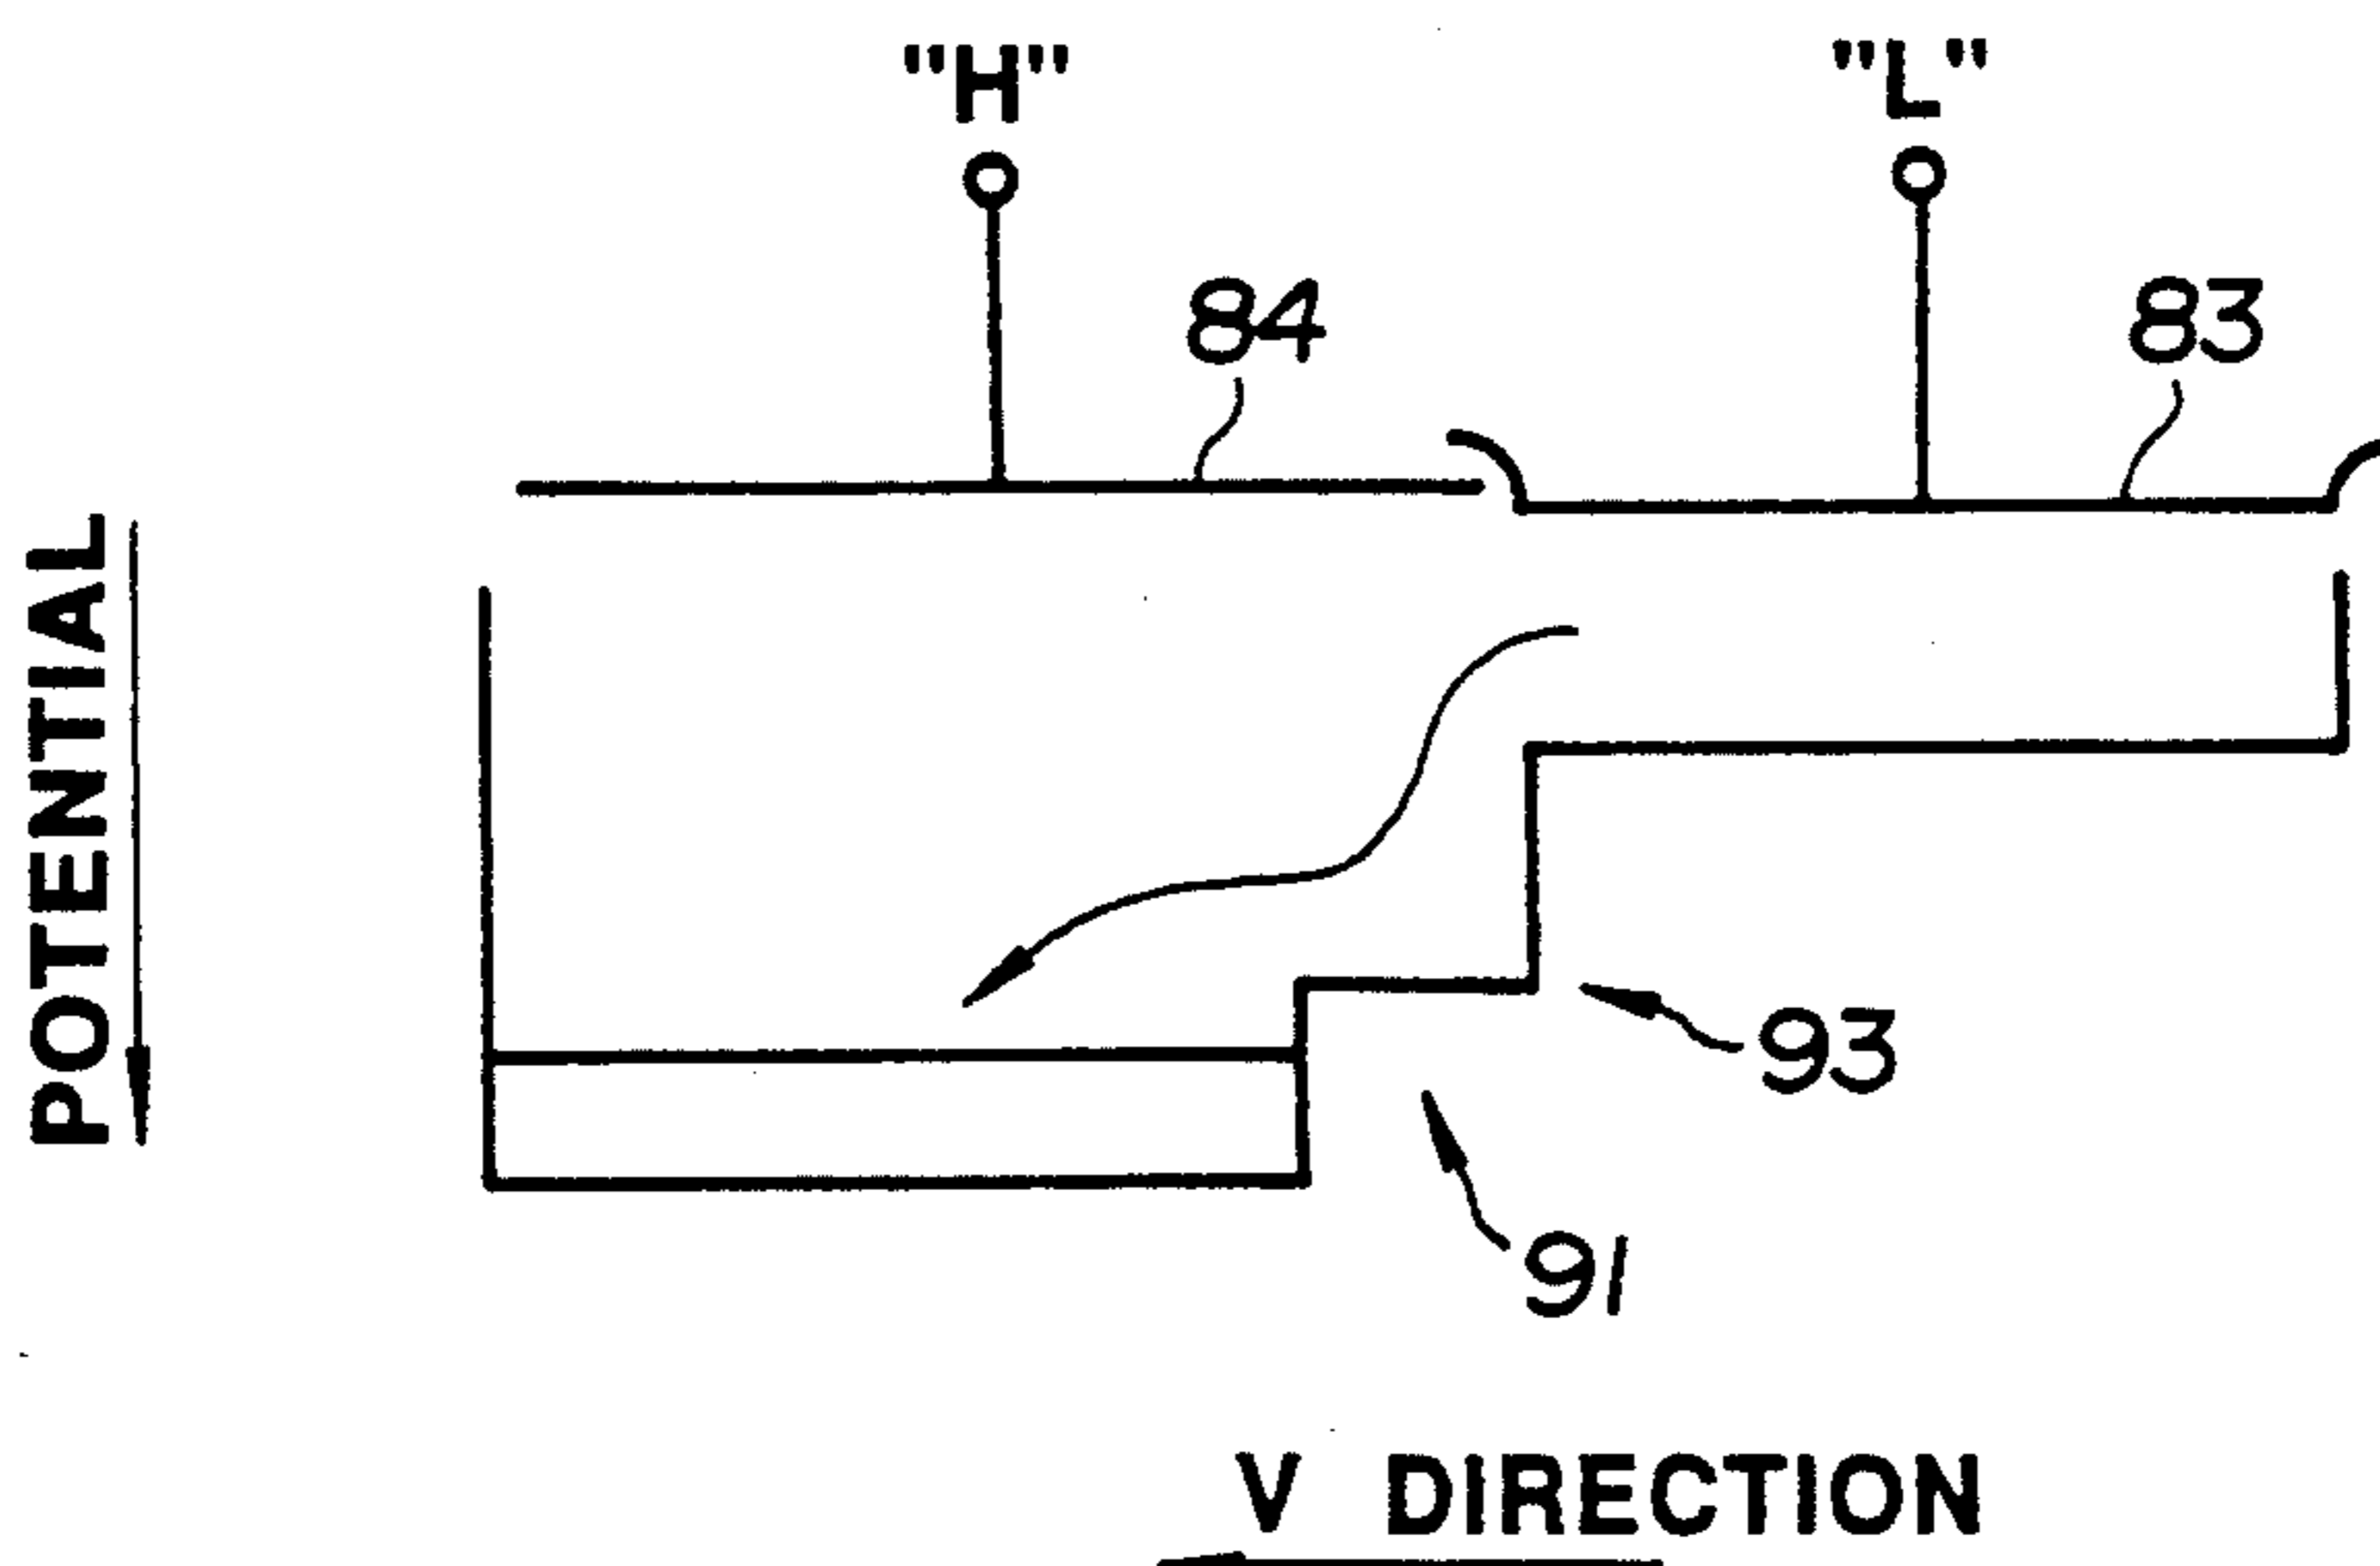 "H"
"L"
84
83
POTENTIAL
93
91
V DIRECTION